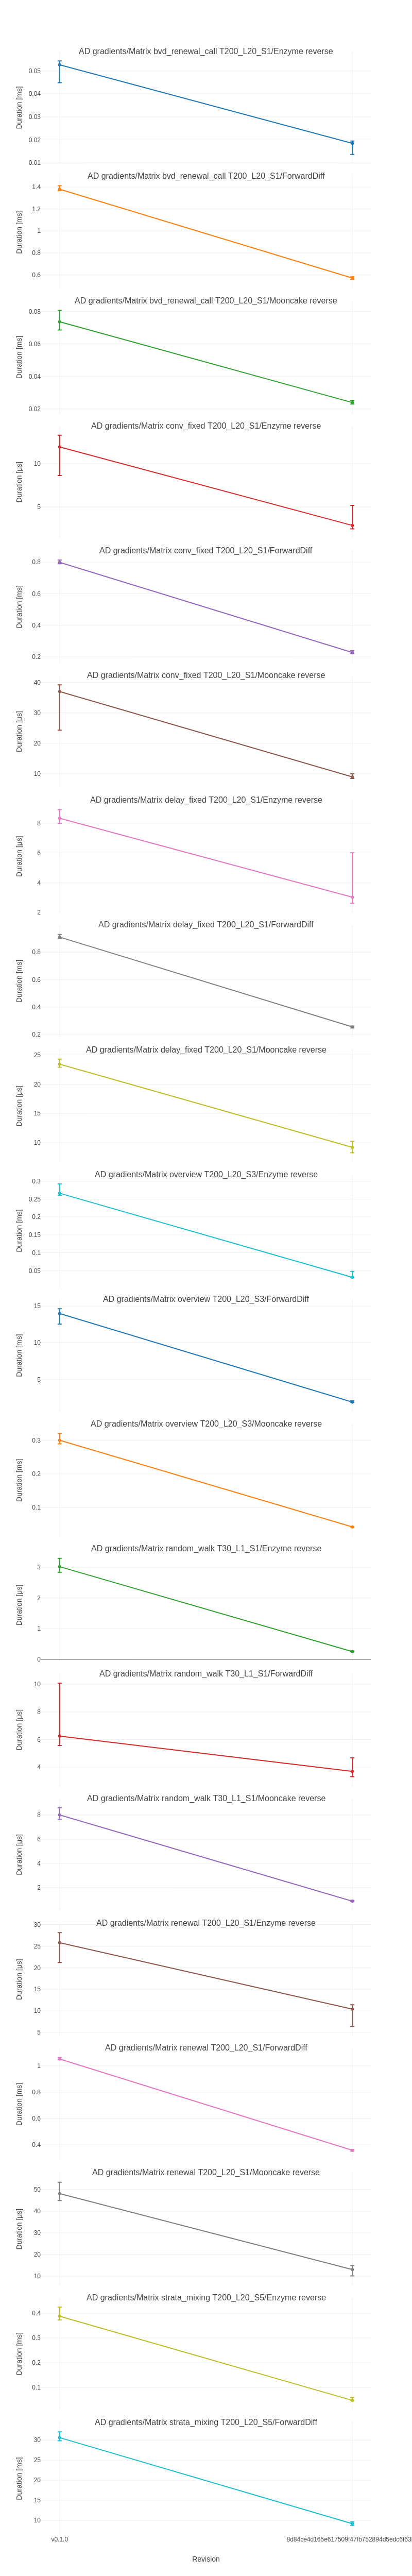 AD gradients/Matrix bvd_renewal_call T200_L20_S1/Enzyme reverse
Duration [ms]
0.05
0.04
0.03
0.02
0.01
AD gradients/Matrix bvd_renewal_call T200_L20_S1/ForwardDiff
Duration [ms]
1.4
1.2
1
0.8
0.6
AD gradients/Matrix bvd_renewal_call T200_L20_S1/Mooncake reverse
Duration [ms]
0.08
0.06
0.04
0.02
AD gradients/Matrix conv_fixed T200_L20_S1/Enzyme reverse
Duration [µs]
10
5
AD gradients/Matrix conv_fixed T200_L20_S1/ForwardDiff
Duration [ms]
0.8
0.6
0.4
0.2
AD gradients/Matrix conv_fixed T200_L20_S1/Mooncake reverse
Duration [µs]
40
30
20
10
AD gradients/Matrix delay_fixed T200_L20_S1/Enzyme reverse
Duration [µs]
8
6
4
2
AD gradients/Matrix delay_fixed T200_L20_S1/ForwardDiff
Duration [ms]
0.8
0.6
0.4
0.2
AD gradients/Matrix delay_fixed T200_L20_S1/Mooncake reverse
Duration [µs]
25
20
15
10
AD gradients/Matrix overview T200_L20_S3/Enzyme reverse
Duration [ms]
0.3
0.25
0.2
0.15
0.1
0.05
AD gradients/Matrix overview T200_L20_S3/ForwardDiff
Duration [ms]
15
10
5
AD gradients/Matrix overview T200_L20_S3/Mooncake reverse
Duration [ms]
0.3
0.2
0.1
AD gradients/Matrix random_walk T30_L1_S1/Enzyme reverse
Duration [µs]
3
2
1
0
AD gradients/Matrix random_walk T30_L1_S1/ForwardDiff
Duration [µs]
10
8
6
4
AD gradients/Matrix random_walk T30_L1_S1/Mooncake reverse
Duration [µs]
8
6
4
2
AD gradients/Matrix renewal T200_L20_S1/Enzyme reverse
Duration [µs]
30
25
20
15
10
5
AD gradients/Matrix renewal T200_L20_S1/ForwardDiff
Duration [ms]
1
0.8
0.6
0.4
AD gradients/Matrix renewal T200_L20_S1/Mooncake reverse
Duration [µs]
50
40
30
20
10
AD gradients/Matrix strata_mixing T200_L20_S5/Enzyme reverse
Duration [ms]
0.4
0.3
0.2
0.1
AD gradients/Matrix strata_mixing T200_L20_S5/ForwardDiff
Duration [ms]
30
25
20
15
10
v0.1.0
8d84ce4d165e617509f47fb752894d5edc6f63
Revision